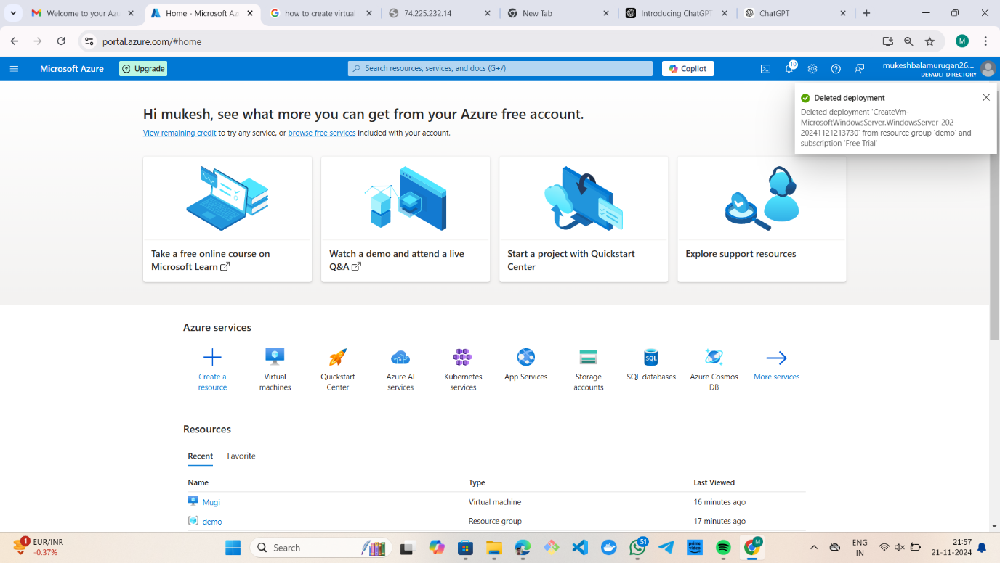 Welcome to your Azu
Home - Microsoft Az
how to create virtual
74.225.232.14
New Tab
Introducing ChatGPT
ChatGPT
portal.azure.com/#home
M
Microsoft Azure
Upgrade
Search resources, services, and docs (G+/)
Copilot
10
mukeshbalamurugan26...
DEFAULT DIRECTORY
Deleted deployment
Deleted deployment 'CreateVm-
MicrosoftWindowsServer.WindowsServer-202-
20241121213730' from resource group 'demo' and
subscription 'Free Trial'
Hi mukesh, see what more you can get from your Azure free account.
View remaining credit to try any service, or browse free services included with your account.
Take a free online course on
Microsoft Learn
Watch a demo and attend a live
Q&A
Start a project with Quickstart
Center
Explore support resources
Azure services
Create a
resource
Virtual
machines
Quickstart
Center
Azure AI
services
Kubernetes
services
App Services
Storage
accounts
SQL
SQL databases
Azure Cosmos
DB
More services
Resources
Recent
Favorite
Name Type Last Viewed
Mugi Virtual machine 16 minutes ago
demo Resource group 17 minutes ago
1
EUR/INR
-0.37%
Search
51
prime
video
M
ENG
IN
21:57
21-11-2024